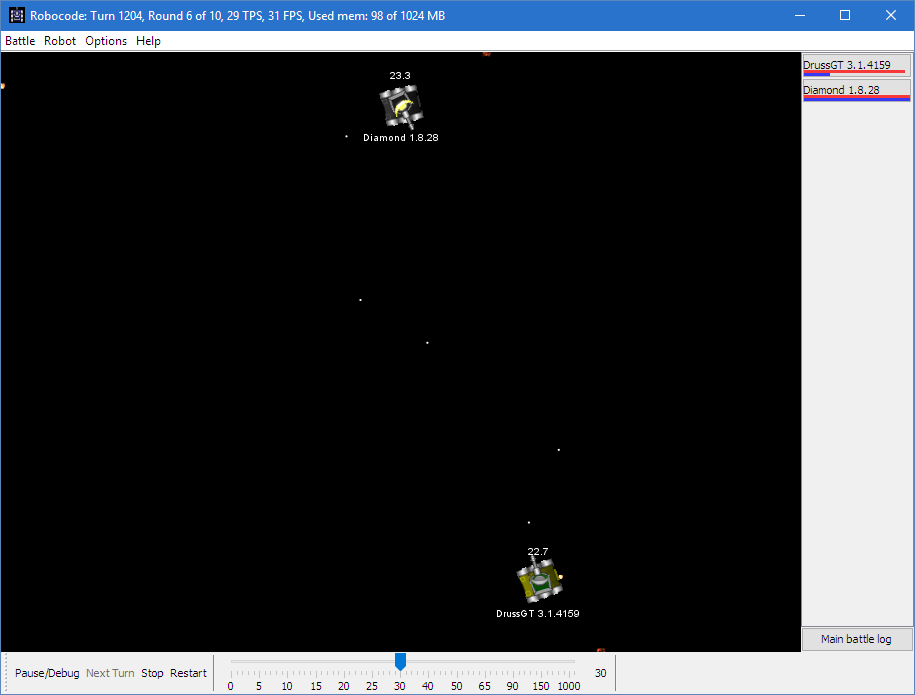 Robocode: Turn 1204, Round 6 of 10, 29 TPS, 31 FPS, Used mem: 98 of 1024 MB
Battle Robot Options Help
DrussGT 3.1.4159
Diamond 1.8.28
23.3
Diamond 1.8.28
22.7
DrussGT 3.1.4159
Main battle log
Pause/Debug Next Turn Stop Restart
30
0 5 10 15 20 25 30 40 50 65 90 150 1000